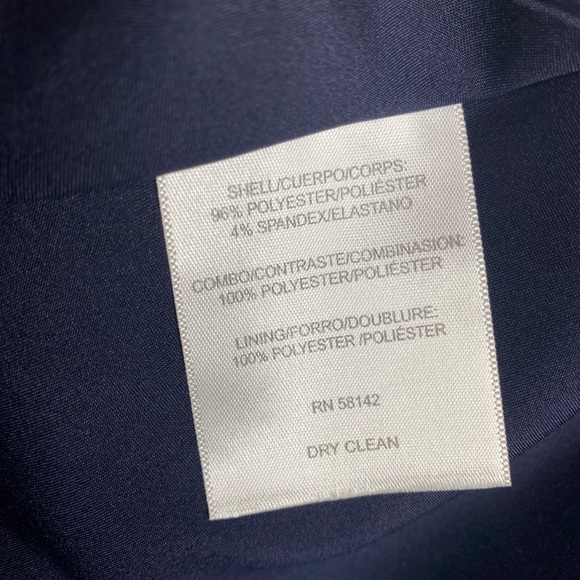 SHELL/CUERPO/CORPS:
96% POLYESTER/POLIÉSTER
4% SPANDEX/ELASTANO
COMBO/CONTRASTE/COMBINASION:
100% POLYESTER/POLIÉSTER
LINING/FORRO/DOUBLURE:
100% POLYESTER /POLIÉSTER
RN 58142
DRY CLEAN